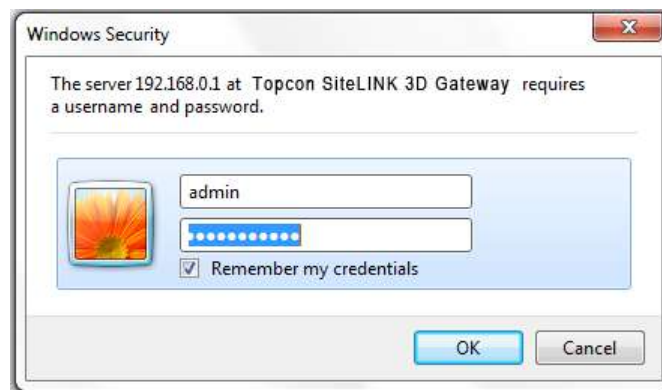 Windows Security
The server 192.168.0.1 at Topcon SiteLINK 3D Gateway requires
a username and password.
admin
•••••••••••
Remember my credentials
OK
Cancel